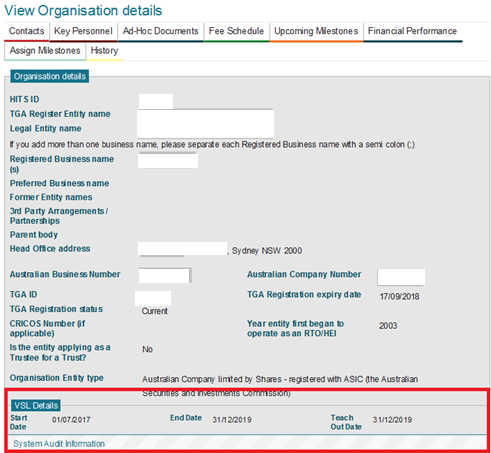 View Organisation details
Contacts Key Personnel Ad-Hoc Documents Fee Schedule Upcoming Milestones Financial Performance
Assign Milestones History
Organisation details
HITS ID
TGA Register Entity name
Legal Entity name
If you add more than one business name, please separate each Registered Business name with a semi colon (;)
Registered Business name
(s)
Preferred Business name
Former Entity names
3rd Party Arrangements /
Partnerships
Parent body
Head Office address , Sydney NSW 2000
Australian Business Number Australian Company Number
TGA ID TGA Registration expiry date 17/09/2018
TGA Registration status Current
CRICOS Number (if
applicable) Year entity first began to
operate as an RTO/HEI 2003
Is the entity applying as a
Trustee for a Trust? No
Organisation Entity type Australian Company limited by Shares - registered with ASIC (the Australian
Securities and Investments Commission)
VSL Details
Start
Date 01/07/2017 End Date 31/12/2019 Teach
Out Date 31/12/2019
System Audit Information